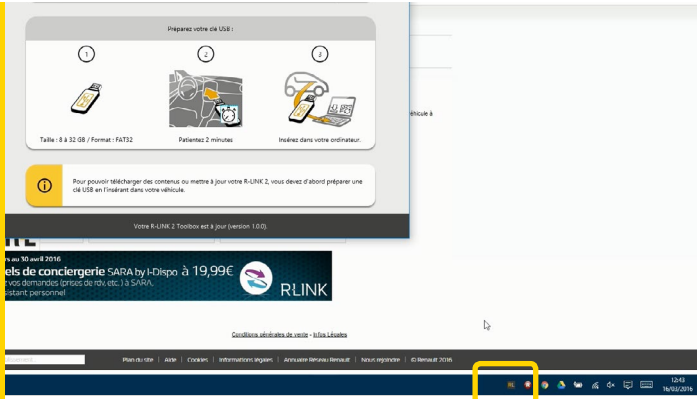 Préparez votre clé USB :
1
2
3
Taille : 8 à 32 GB / Format : FAT32
Patientez 2 minutes
Insérez dans votre ordinateur.
éhicule à
Pour pouvoir télécharger des contenus ou mettre à jour votre R-LINK 2, vous devez d'abord préparer une
clé USB en l'insérant dans votre véhicule.
Votre R-LINK 2 Toolbox est à jour (version 1.0.0).
rs au 30 avril 2016
els de conciergerie SARA by I-Dispo à 19,99€
z vos demandes (prises de rdv, etc.) à SARA,
sistant personnel
RLINK
Conditions générales de vente - Infos Légales
Plan du site | Aide | Cookies | Informations légales | Annuaire Réseau Renault | Nous rejoindre | © Renault 2016
RL
12:43
16/03/2016